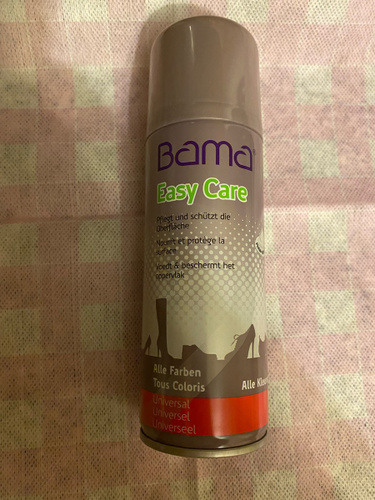 Bama
Easy Care
Pflegt und schützt die
Oberfläche
Nourrit et protège la
surface
Voedt & beschermt het
oppervlak
Alle Farben
Tous Coloris
Alle
Universal
Universel
Universeel